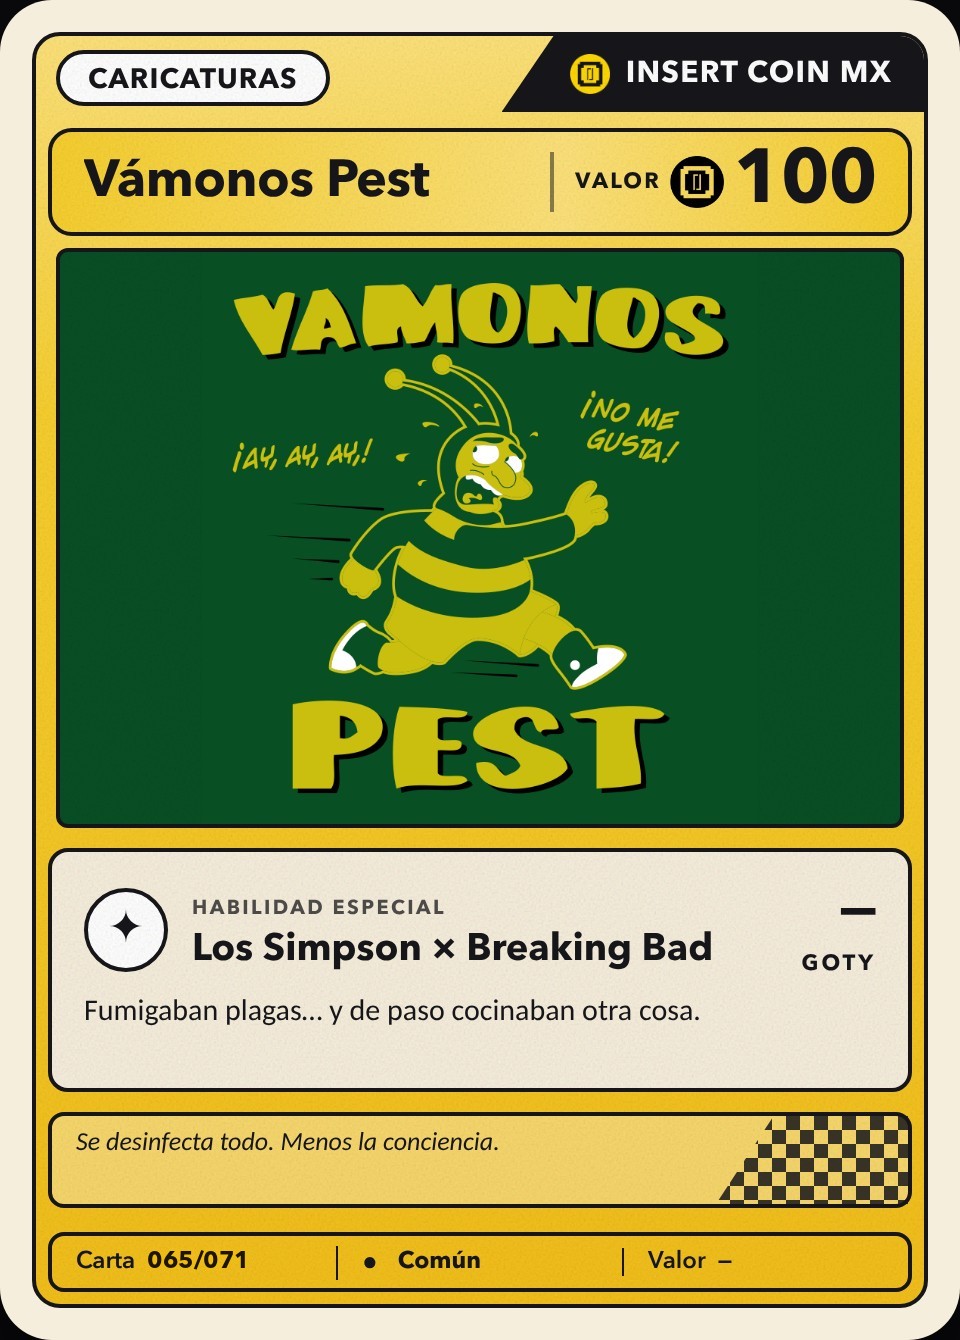 CARICATURAS
INSERT COIN MX
Vámonos Pest
VALOR 100
VAMONOS
¡NO ME
GUSTA!
¡AY, AY, AY,!
PEST
HABILIDAD ESPECIAL
Los Simpson × Breaking Bad
—
GOTY
Fumigaban plagas... y de paso cocinaban otra cosa.
Se desinfecta todo. Menos la conciencia.
Carta 065/071
● Común
Valor –